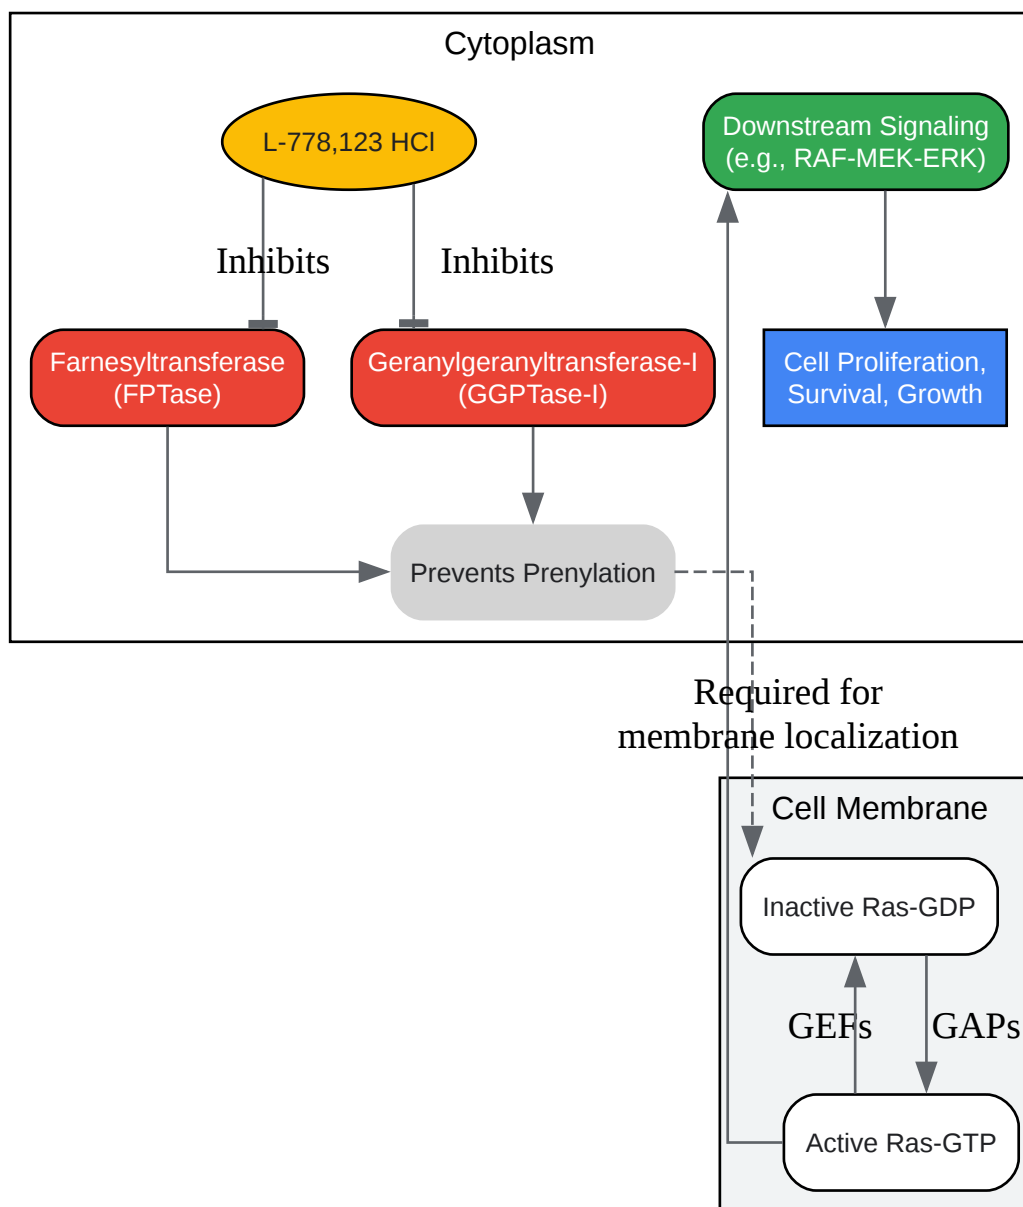 Cytoplasm
L-778,123 HCl
Downstream Signaling
(e.g., RAF-MEK-ERK)
Inhibits
Inhibits
Farnesyltransferase
(FPTase)
Geranylgeranyltransferase-I
(GGPTase-I)
Cell Proliferation,
Survival, Growth
Prevents Prenylation
Required for
membrane localization
Cell Membrane
Inactive Ras-GDP
GEFs
GAPs
Active Ras-GTP